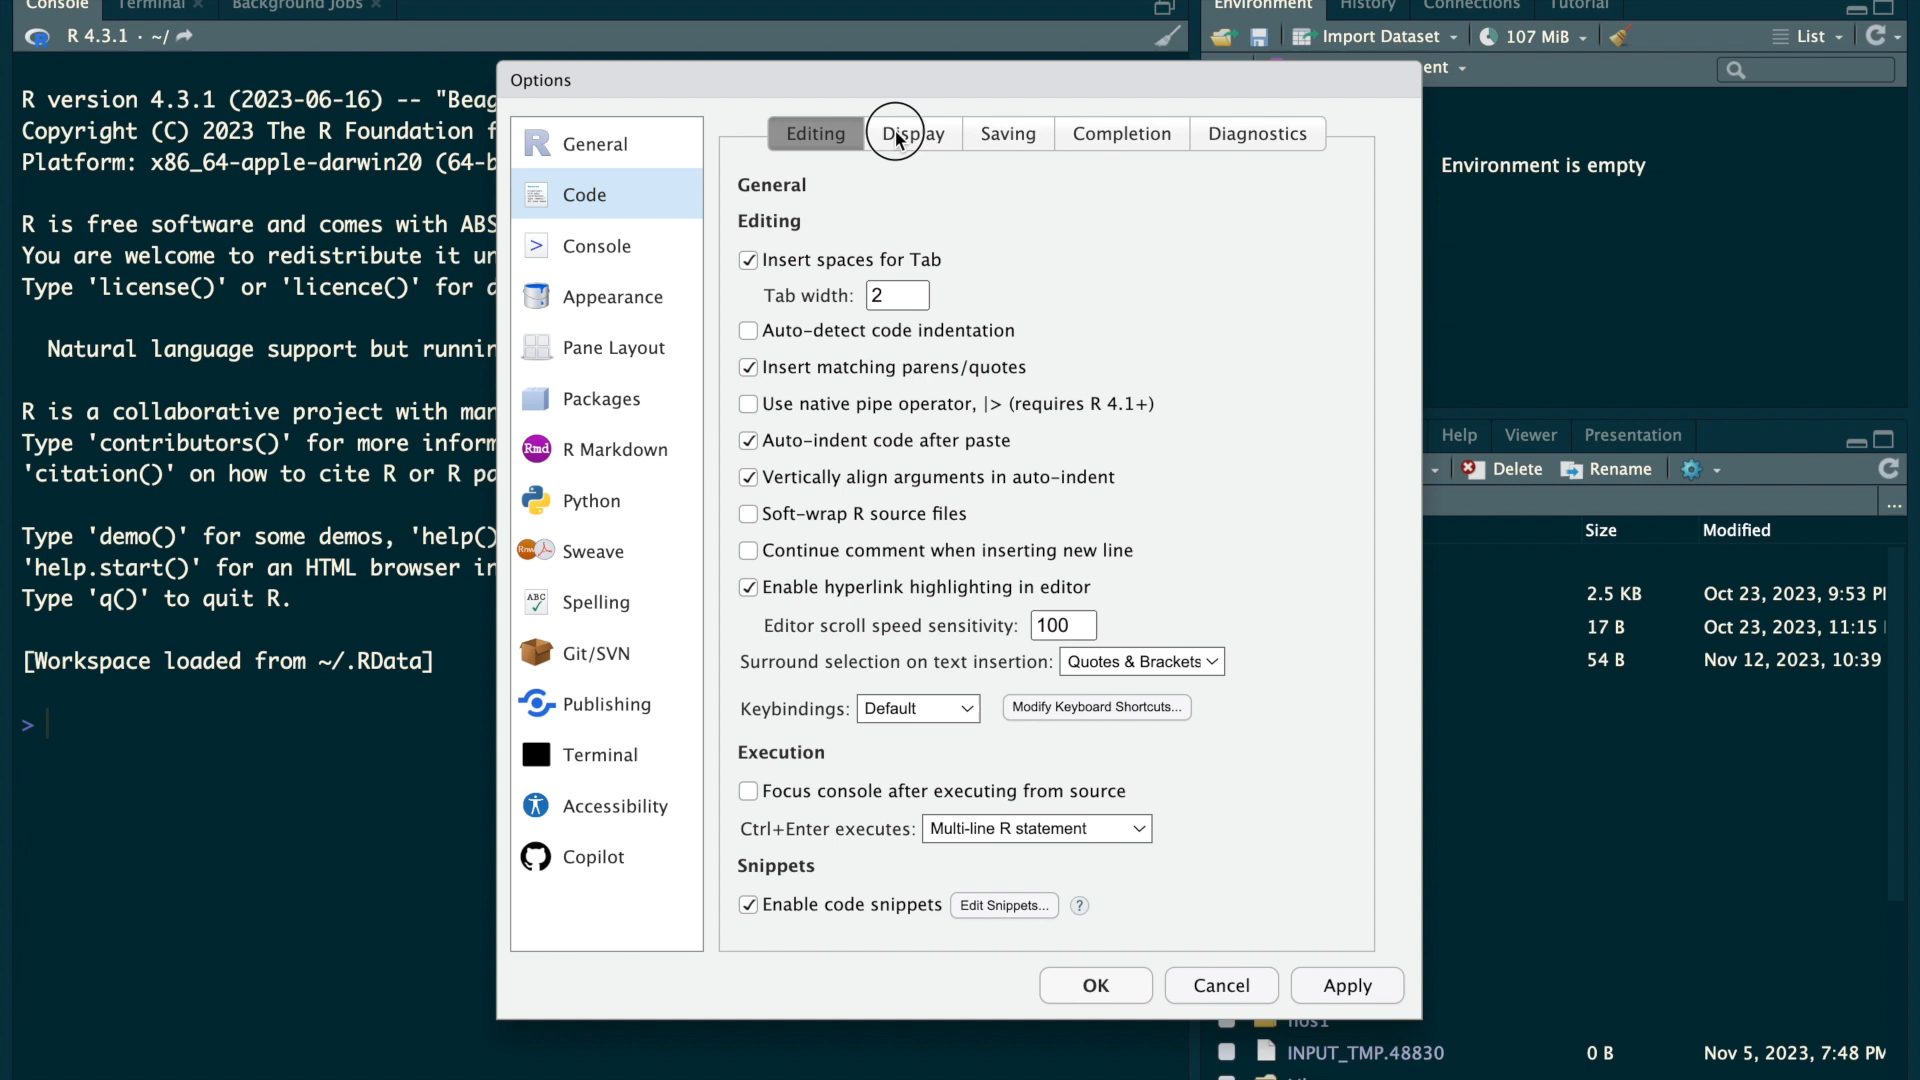 Console Terminal × Background Jobs ×
R 4.3.1 · ~/
R version 4.3.1 (2023-06-16) -- "Beag
Copyright (C) 2023 The R Foundation f
Platform: x86_64-apple-darwin20 (64-b
R is free software and comes with ABS
You are welcome to redistribute it un
Type 'license()' or 'licence()' for d
Natural language support but runnin
R is a collaborative project with man
Type 'contributors()' for more inform
'citation()' on how to cite R or R pa
Type 'demo()' for some demos, 'help()
'help.start()' for an HTML browser in
Type 'q()' to quit R.
[Workspace loaded from ~/.RData]
>
Options
R General
Code
> Console
Appearance
Pane Layout
Packages
Rmd R Markdown
Python
Rnw Sweave
ABC Spelling
Git/SVN
Publishing
Terminal
Accessibility
Copilot
Editing Display Saving Completion Diagnostics
General
Editing
Insert spaces for Tab
Tab width: 2
Auto-detect code indentation
Insert matching parens/quotes
Use native pipe operator, |> (requires R 4.1+)
Auto-indent code after paste
Vertically align arguments in auto-indent
Soft-wrap R source files
Continue comment when inserting new line
Enable hyperlink highlighting in editor
Editor scroll speed sensitivity: 100
Surround selection on text insertion: Quotes & Brackets
Keybindings: Default Modify Keyboard Shortcuts...
Execution
Focus console after executing from source
Ctrl+Enter executes: Multi-line R statement
Snippets
Enable code snippets Edit Snippets... ?
OK Cancel Apply
Environment History Connections Tutorial
Import Dataset 107 MiB List
ent
Environment is empty
Help Viewer Presentation
Delete Rename
...
Size Modified
2.5 KB Oct 23, 2023, 9:53 P
17 B Oct 23, 2023, 11:15
54 B Nov 12, 2023, 10:39
INPUT_TMP.48830 0 B Nov 5, 2023, 7:48 PM